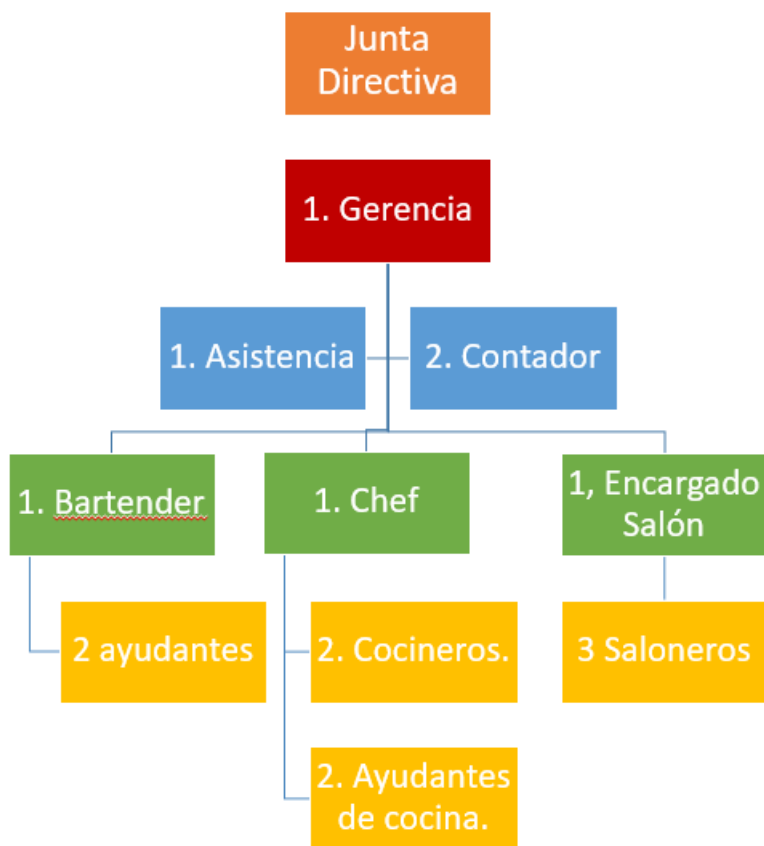 Junta
Directiva
1. Gerencia
1. Asistencia
2. Contador
1. Bartender
1. Chef
1, Encargado
Salón
2 ayudantes
2. Cocineros.
3 Saloneros
2. Ayudantes
de cocina.